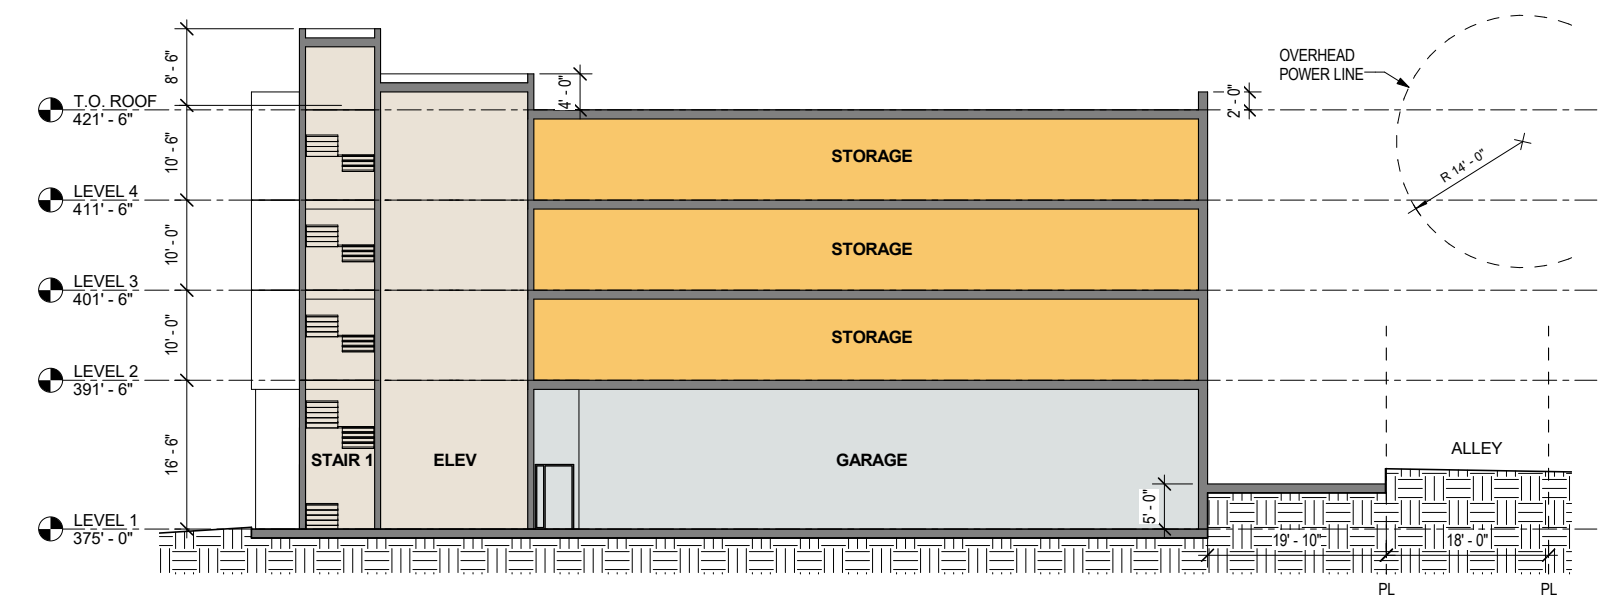 OVERHEAD
POWER LINE
8' - 6"
4' - 0"
2' - 0"
T.O. ROOF
421' - 6"
10' - 6"
STORAGE
R 14' - 0"
LEVEL 4
411' - 6"
10' - 0"
STORAGE
LEVEL 3
401' - 6"
10' - 0"
STORAGE
LEVEL 2
391' - 6"
16' - 6"
STAIR 1
ELEV
GARAGE
ALLEY
5' - 0"
LEVEL 1
375' - 0"
19' - 10"
18' - 0"
PL
PL